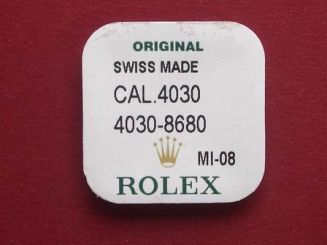 ORIGINAL
SWISS MADE
CAL.4030
4030-8680
MI-08
ROLEX